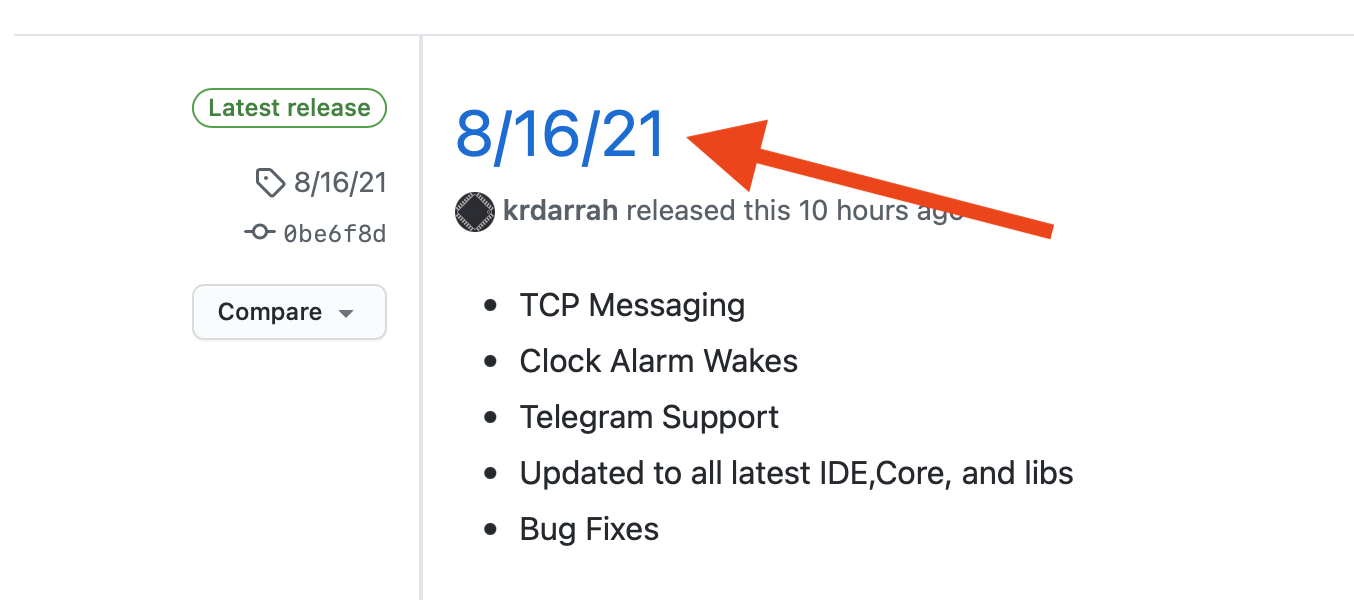 Latest release
8/16/21
0be6f8d
Compare
8/16/21
krdarrah released this 10 hours ago
TCP Messaging
Clock Alarm Wakes
Telegram Support
Updated to all latest IDE,Core, and libs
Bug Fixes